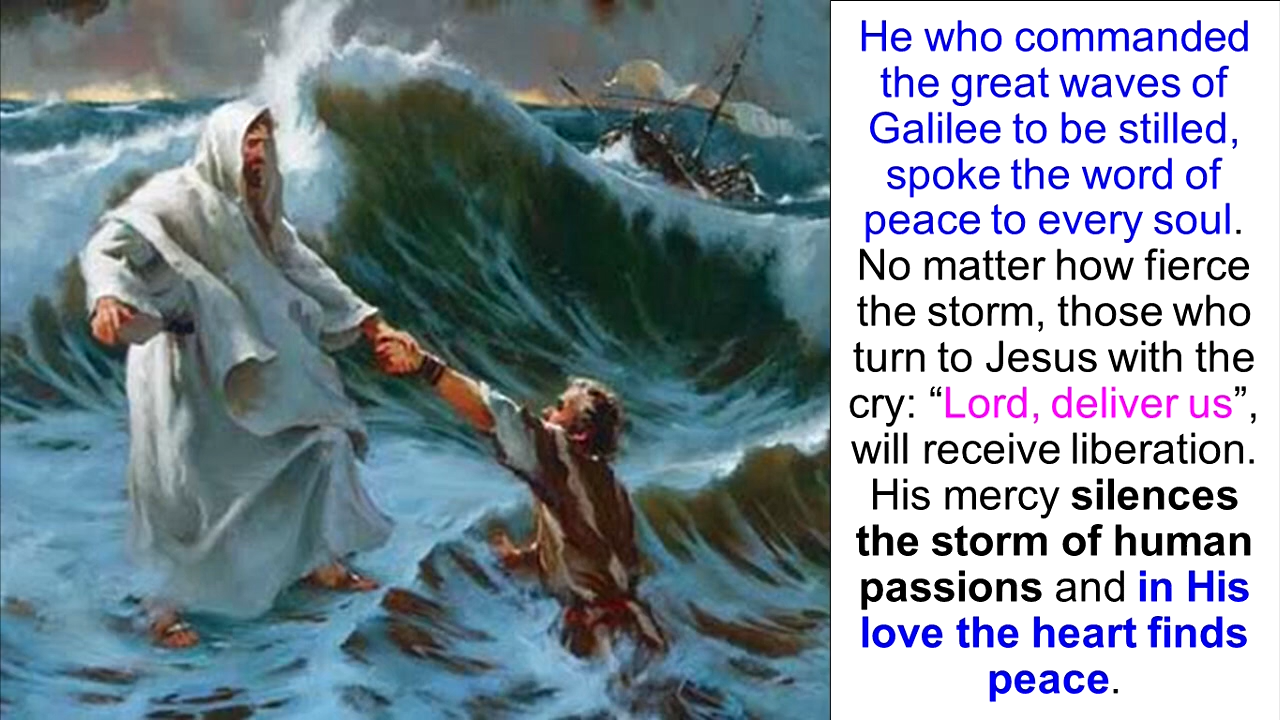 He who commanded
the great waves of
Galilee to be stilled,
spoke the word of
peace to every soul.
No matter how fierce
the storm, those who
turn to Jesus with the
cry: “Lord, deliver us”,
will receive liberation.
His mercy silences
the storm of human
passions and in His
love the heart finds
peace.